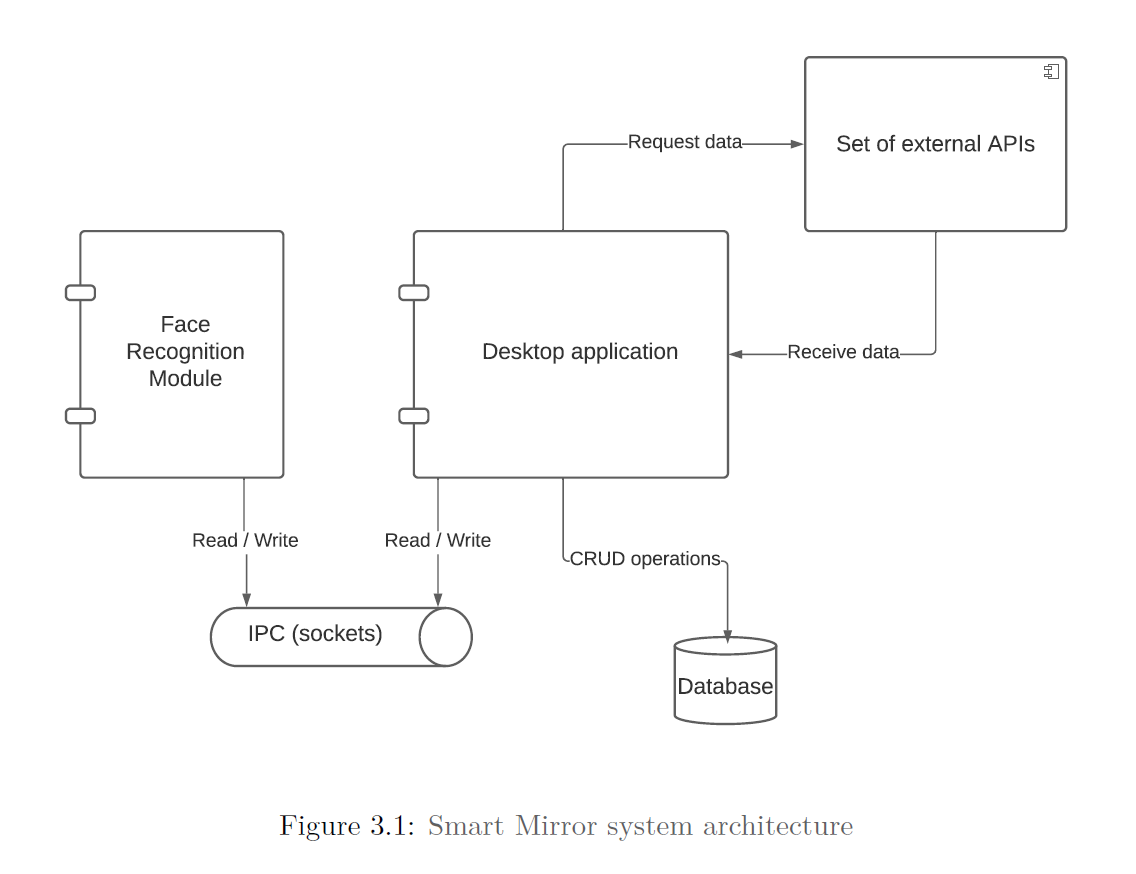 Request data
Set of external APIs
Face
Recognition
Module
Desktop application
Receive data
Read / Write
Read / Write
CRUD operations
IPC (sockets)
Database
Figure 3.1: Smart Mirror system architecture